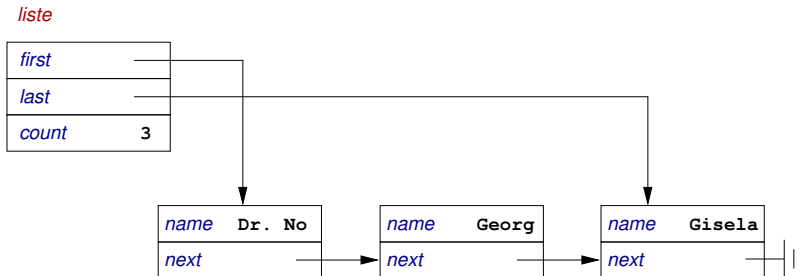 liste
first
last
count 3
name Dr. No
next
name Georg
next
name Gisela
next